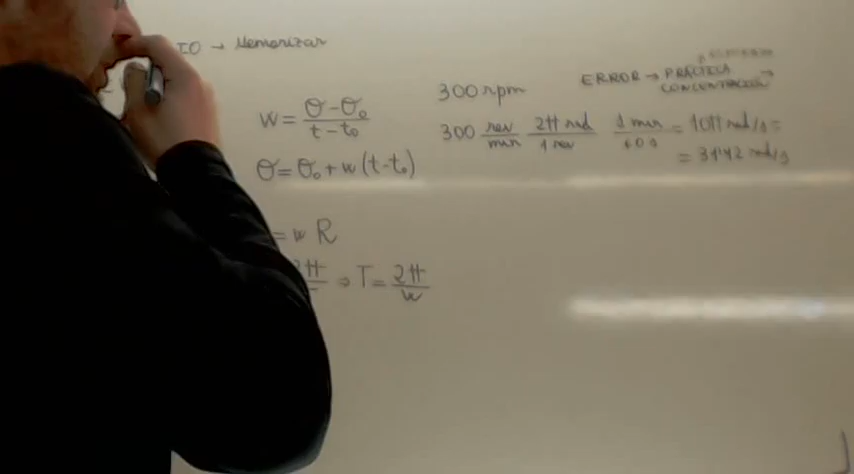 IO → Memorizar
ERROR → PRÁCTICA
CONCENTRACIÓN
300 rpm
w = θ - θ₀ / t - t₀
300 rev/min 2π rad/1 rev 1 min/60 s = 10π rad/s =
= 31'42 rad/s
θ = θ₀ + w (t - t₀)
= w R
2π ⇒ T = 2π/w